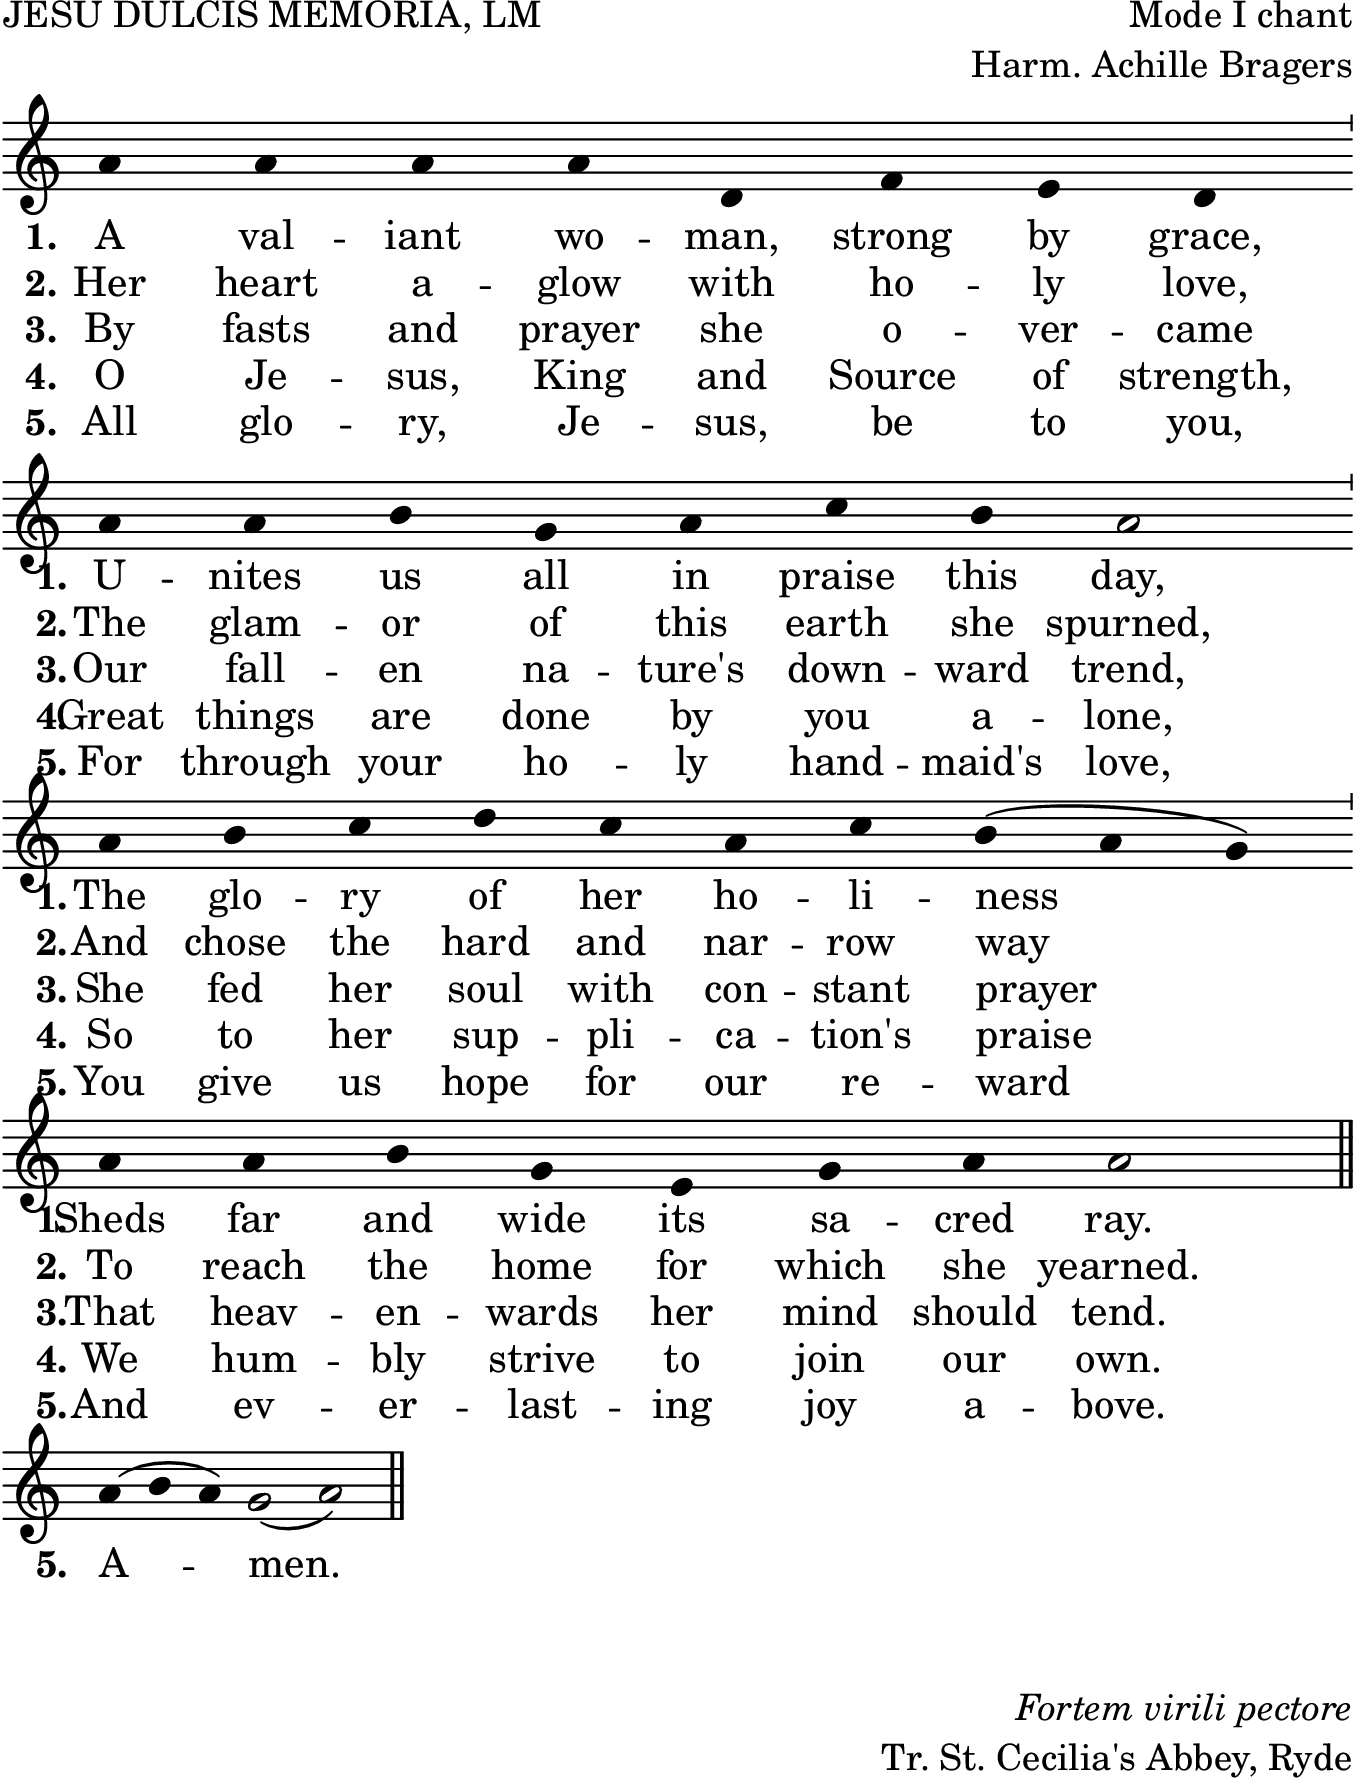 JESU DULCIS MEMORIA, LM Mode I chant
Harm. Achille Bragers
1. A val -- iant wo -- man, strong by grace,
2. Her heart a -- glow with ho -- ly love,
3. By fasts and prayer she o -- ver -- came
4. O Je -- sus, King and Source of strength,
5. All glo -- ry, Je -- sus, be to you,
1. U -- nites us all in praise this day,
2. The glam -- or of this earth she spurned,
3. Our fall -- en na -- ture's down -- ward trend,
4. Great things are done by you a -- lone,
5. For through your ho -- ly hand -- maid's love,
1. The glo -- ry of her ho -- li -- ness
2. And chose the hard and nar -- row way
3. She fed her soul with con -- stant prayer
4. So to her sup -- pli -- ca -- tion's praise
5. You give us hope for our re -- ward
1. Sheds far and wide its sa -- cred ray.
2. To reach the home for which she yearned.
3. That heav -- en -- wards her mind should tend.
4. We hum -- bly strive to join our own.
5. And ev -- er -- last -- ing joy a -- bove.
5. A -- men.
Fortem virili pectore
Tr. St. Cecilia's Abbey, Ryde